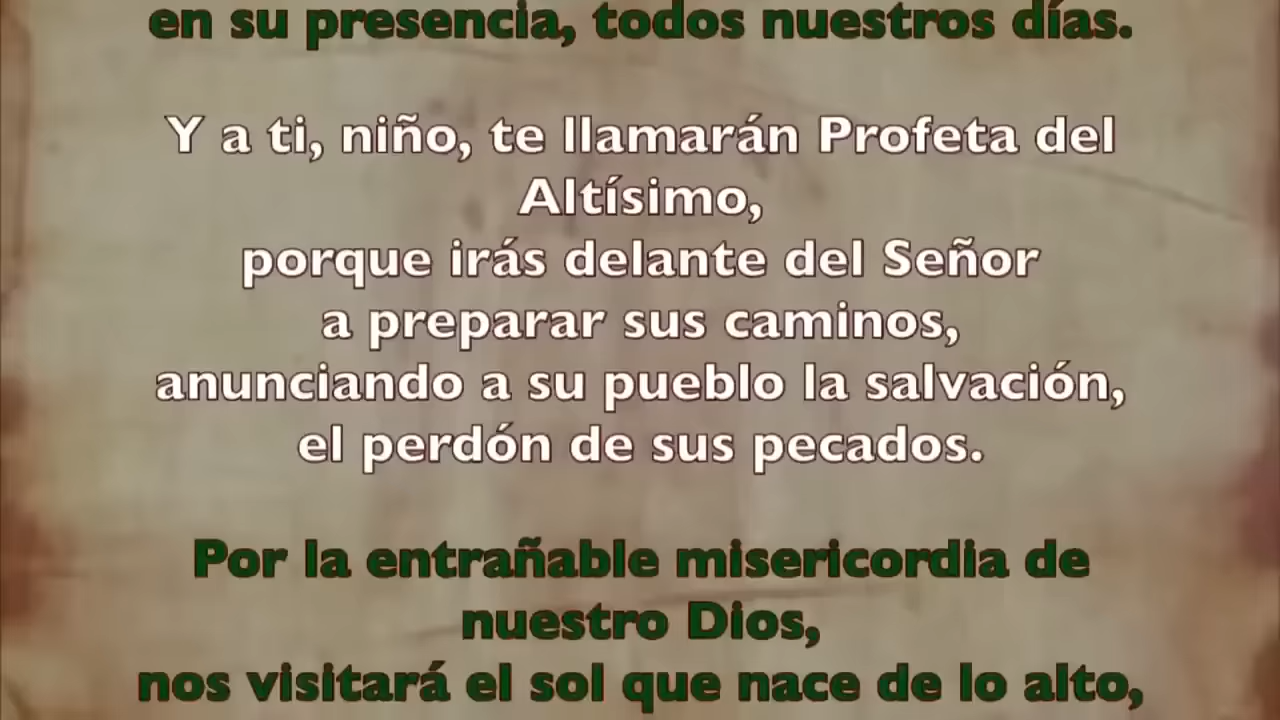 en su presencia, todos nuestros días.
Y a ti, niño, te llamarán Profeta del
Altísimo,
porque irás delante del Señor
a preparar sus caminos,
anunciando a su pueblo la salvación,
el perdón de sus pecados.
Por la entrañable misericordia de
nuestro Dios,
nos visitará el sol que nace de lo alto,